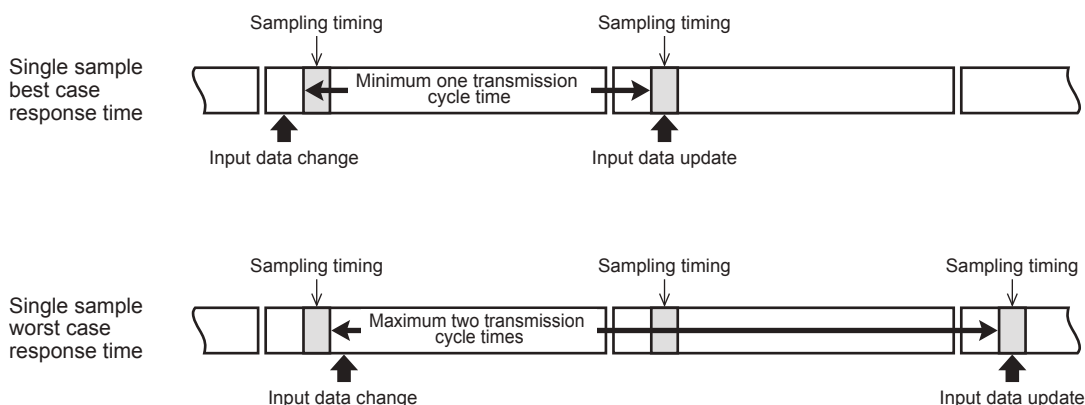 Sampling timing
Sampling timing
Single sample
best case
response time
Minimum one transmission
cycle time
Input data change
Input data update
Sampling timing
Sampling timing
Sampling timing
Single sample
worst case
response time
Maximum two transmission
cycle times
Input data change
Input data update